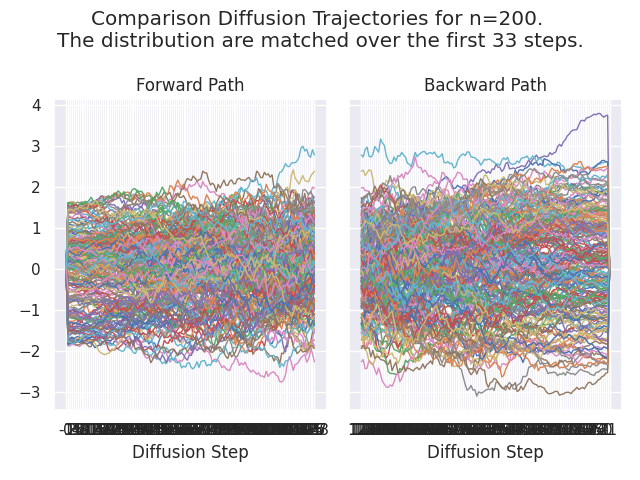 Comparison Diffusion Trajectories for n=200.
The distribution are matched over the first 33 steps.
Forward Path
Backward Path
4
3
2
1
0
−1
−2
−3
Diffusion Step
Diffusion Step